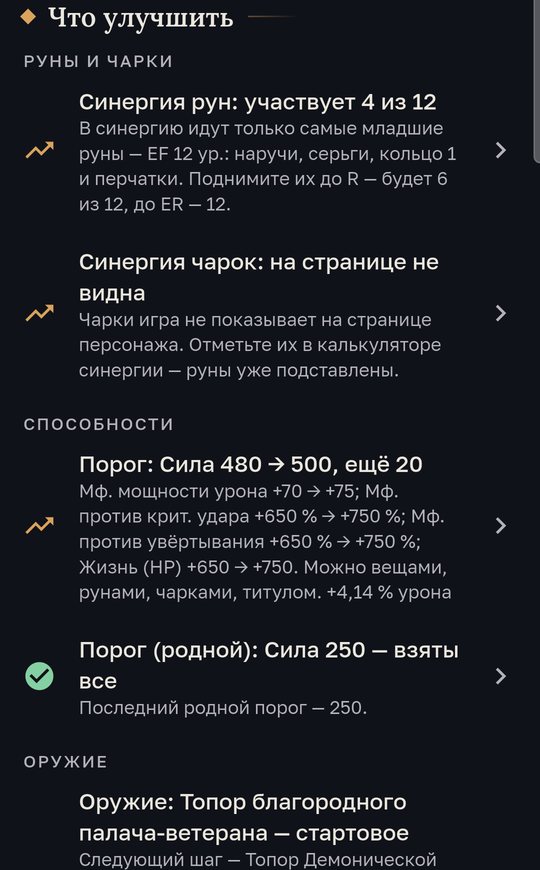 Что улучшить
РУНЫ И ЧАРКИ
Синергия рун: участвует 4 из 12
В синергию идут только самые младшие
руны — EF 12 ур.: наручи, серьги, кольцо 1
и перчатки. Поднимите их до R — будет 6
из 12, до ER — 12.
Синергия чарок: на странице не
видна
Чарки игра не показывает на странице
персонажа. Отметьте их в калькуляторе
синергии — руны уже подставлены.
СПОСОБНОСТИ
Порог: Сила 480 → 500, ещё 20
Мф. мощности урона +70 → +75; Мф.
против крит. удара +650 % → +750 %; Мф.
против увёртывания +650 % → +750 %;
Жизнь (HP) +650 → +750. Можно вещами,
рунами, чарками, титулом. +4,14 % урона
Порог (родной): Сила 250 — взяты
все
Последний родной порог — 250.
ОРУЖИЕ
Оружие: Топор благородного
палача-ветерана — стартовое
Следующий шаг — Топор Демонической